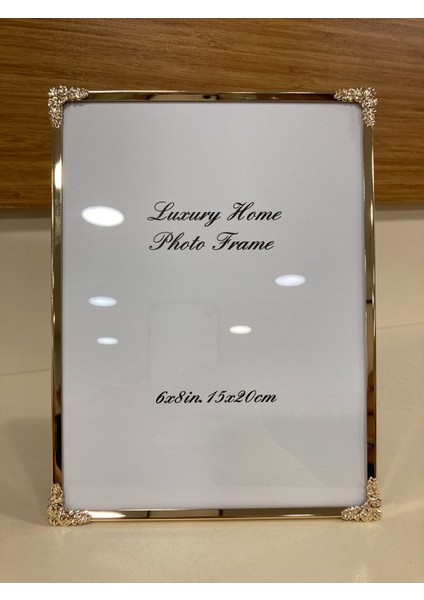 Luxury Home
Photo Frame
6x8in. 15x20cm